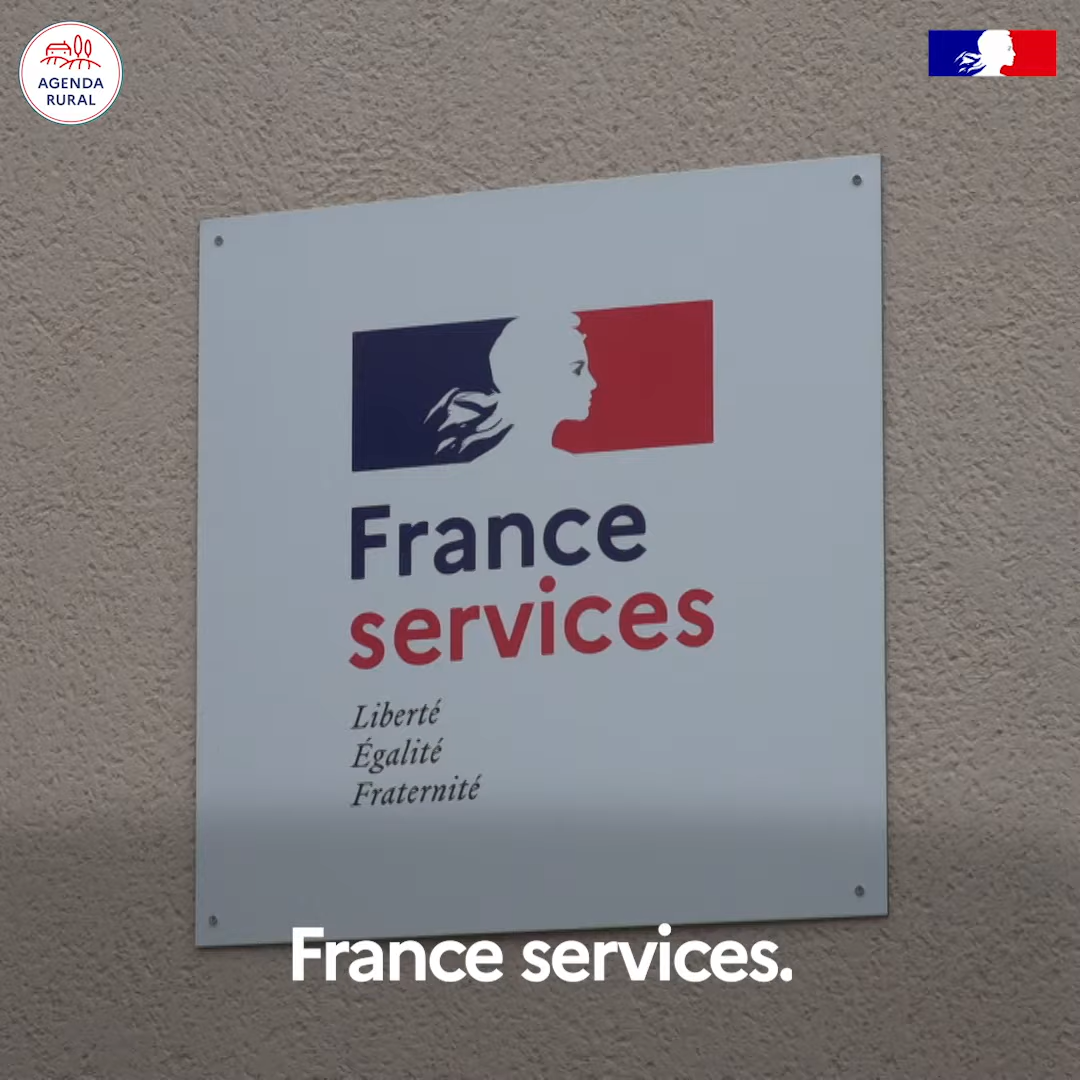 AGENDA
RURAL
France
services
Liberté
Égalité
Fraternité
France services.